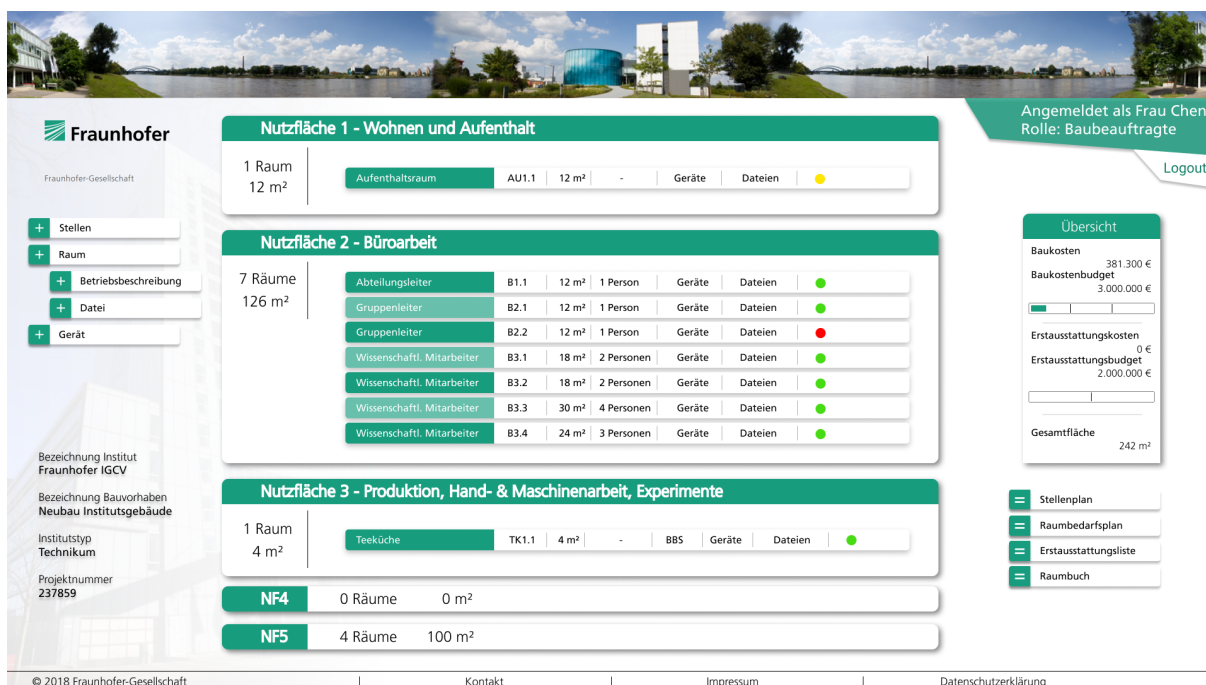 Angemeldet als Frau Chen
Rolle: Baubeauftragte
Logout
Fraunhofer
Fraunhofer-Gesellschaft
+ Stellen
+ Raum
+ Betriebsbeschreibung
+ Datei
+ Gerät
Bezeichnung Institut
Fraunhofer IGCV
Bezeichnung Bauvorhaben
Neubau Institutsgebäude
Institutstyp
Technikum
Projektnummer
237859
Nutzfläche 1 - Wohnen und Aufenthalt
1 Raum
12 m²
Aufenthaltsraum AU1.1 12 m² - Geräte Dateien
Nutzfläche 2 - Büroarbeit
7 Räume
126 m²
Abteilungsleiter B1.1 12 m² 1 Person Geräte Dateien
Gruppenleiter B2.1 12 m² 1 Person Geräte Dateien
Gruppenleiter B2.2 12 m² 1 Person Geräte Dateien
Wissenschaftl. Mitarbeiter B3.1 18 m² 2 Personen Geräte Dateien
Wissenschaftl. Mitarbeiter B3.2 18 m² 2 Personen Geräte Dateien
Wissenschaftl. Mitarbeiter B3.3 30 m² 4 Personen Geräte Dateien
Wissenschaftl. Mitarbeiter B3.4 24 m² 3 Personen Geräte Dateien
Nutzfläche 3 - Produktion, Hand- & Maschinenarbeit, Experimente
1 Raum
4 m²
Teeküche TK1.1 4 m² - BBS Geräte Dateien
NF4 0 Räume 0 m²
NF5 4 Räume 100 m²
Übersicht
Baukosten
381.300 €
Baukostenbudget
3.000.000 €
Erstausstattungskosten
0 €
Erstausstattungsbudget
2.000.000 €
Gesamtfläche
242 m²
= Stellenplan
= Raumbedarfsplan
= Erstausstattungsliste
= Raumbuch
© 2018 Fraunhofer-Gesellschaft Kontakt Impressum Datenschutzerklärung